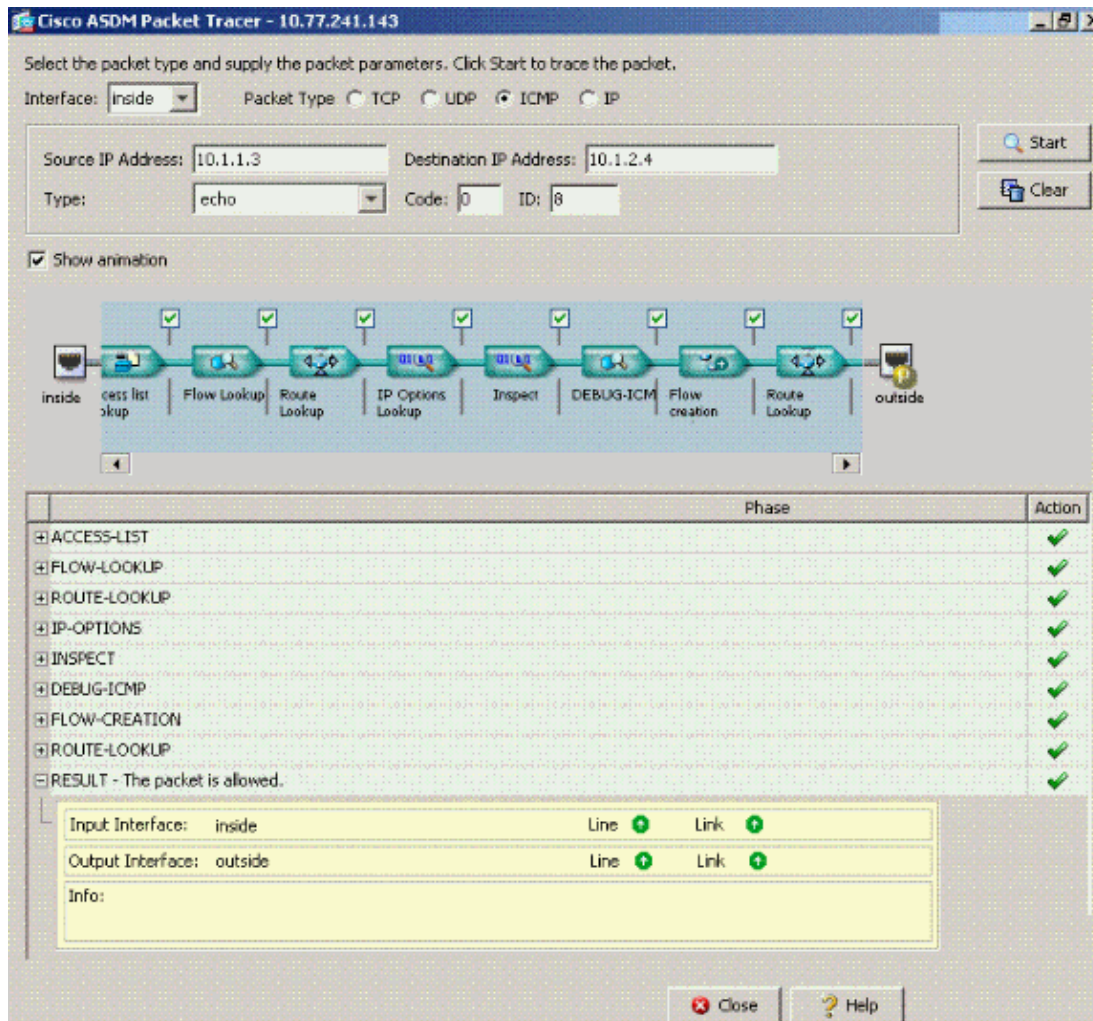 Cisco ASDM Packet Tracer - 10.77.241.143
Select the packet type and supply the packet parameters. Click Start to trace the packet.
Interface: inside Packet Type TCP UDP ICMP IP
Source IP Address: 10.1.1.3 Destination IP Address: 10.1.2.4
Start
Type: echo Code: 0 ID: 8
Clear
Show animation
inside
cess list
okup
Flow Lookup
Route
Lookup
IP Options
Lookup
Inspect
DEBUG-ICM
Flow
creation
Route
Lookup
outside
Phase Action
ACCESS-LIST
FLOW-LOOKUP
ROUTE-LOOKUP
IP-OPTIONS
INSPECT
DEBUG-ICMP
FLOW-CREATION
ROUTE-LOOKUP
RESULT - The packet is allowed.
Input Interface: inside Line Link
Output Interface: outside Line Link
Info:
Close Help